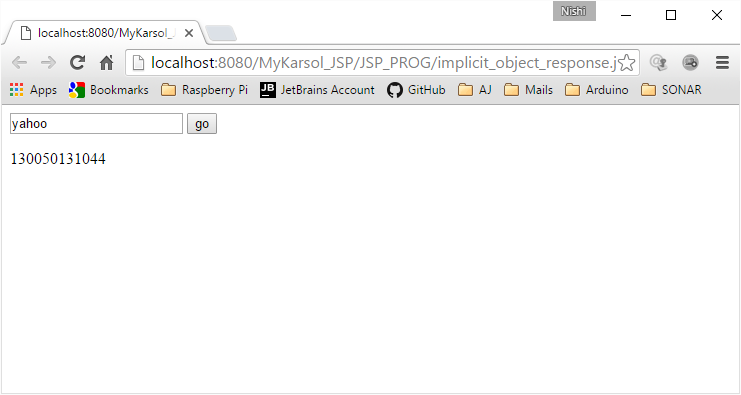 Nishi
localhost:8080/MyKarsol_J
localhost:8080/MyKarsol_JSP/JSP_PROG/implicit_object_response.j
Apps Bookmarks Raspberry Pi JB JetBrains Account GitHub AJ Mails Arduino SONAR
yahoo go
130050131044